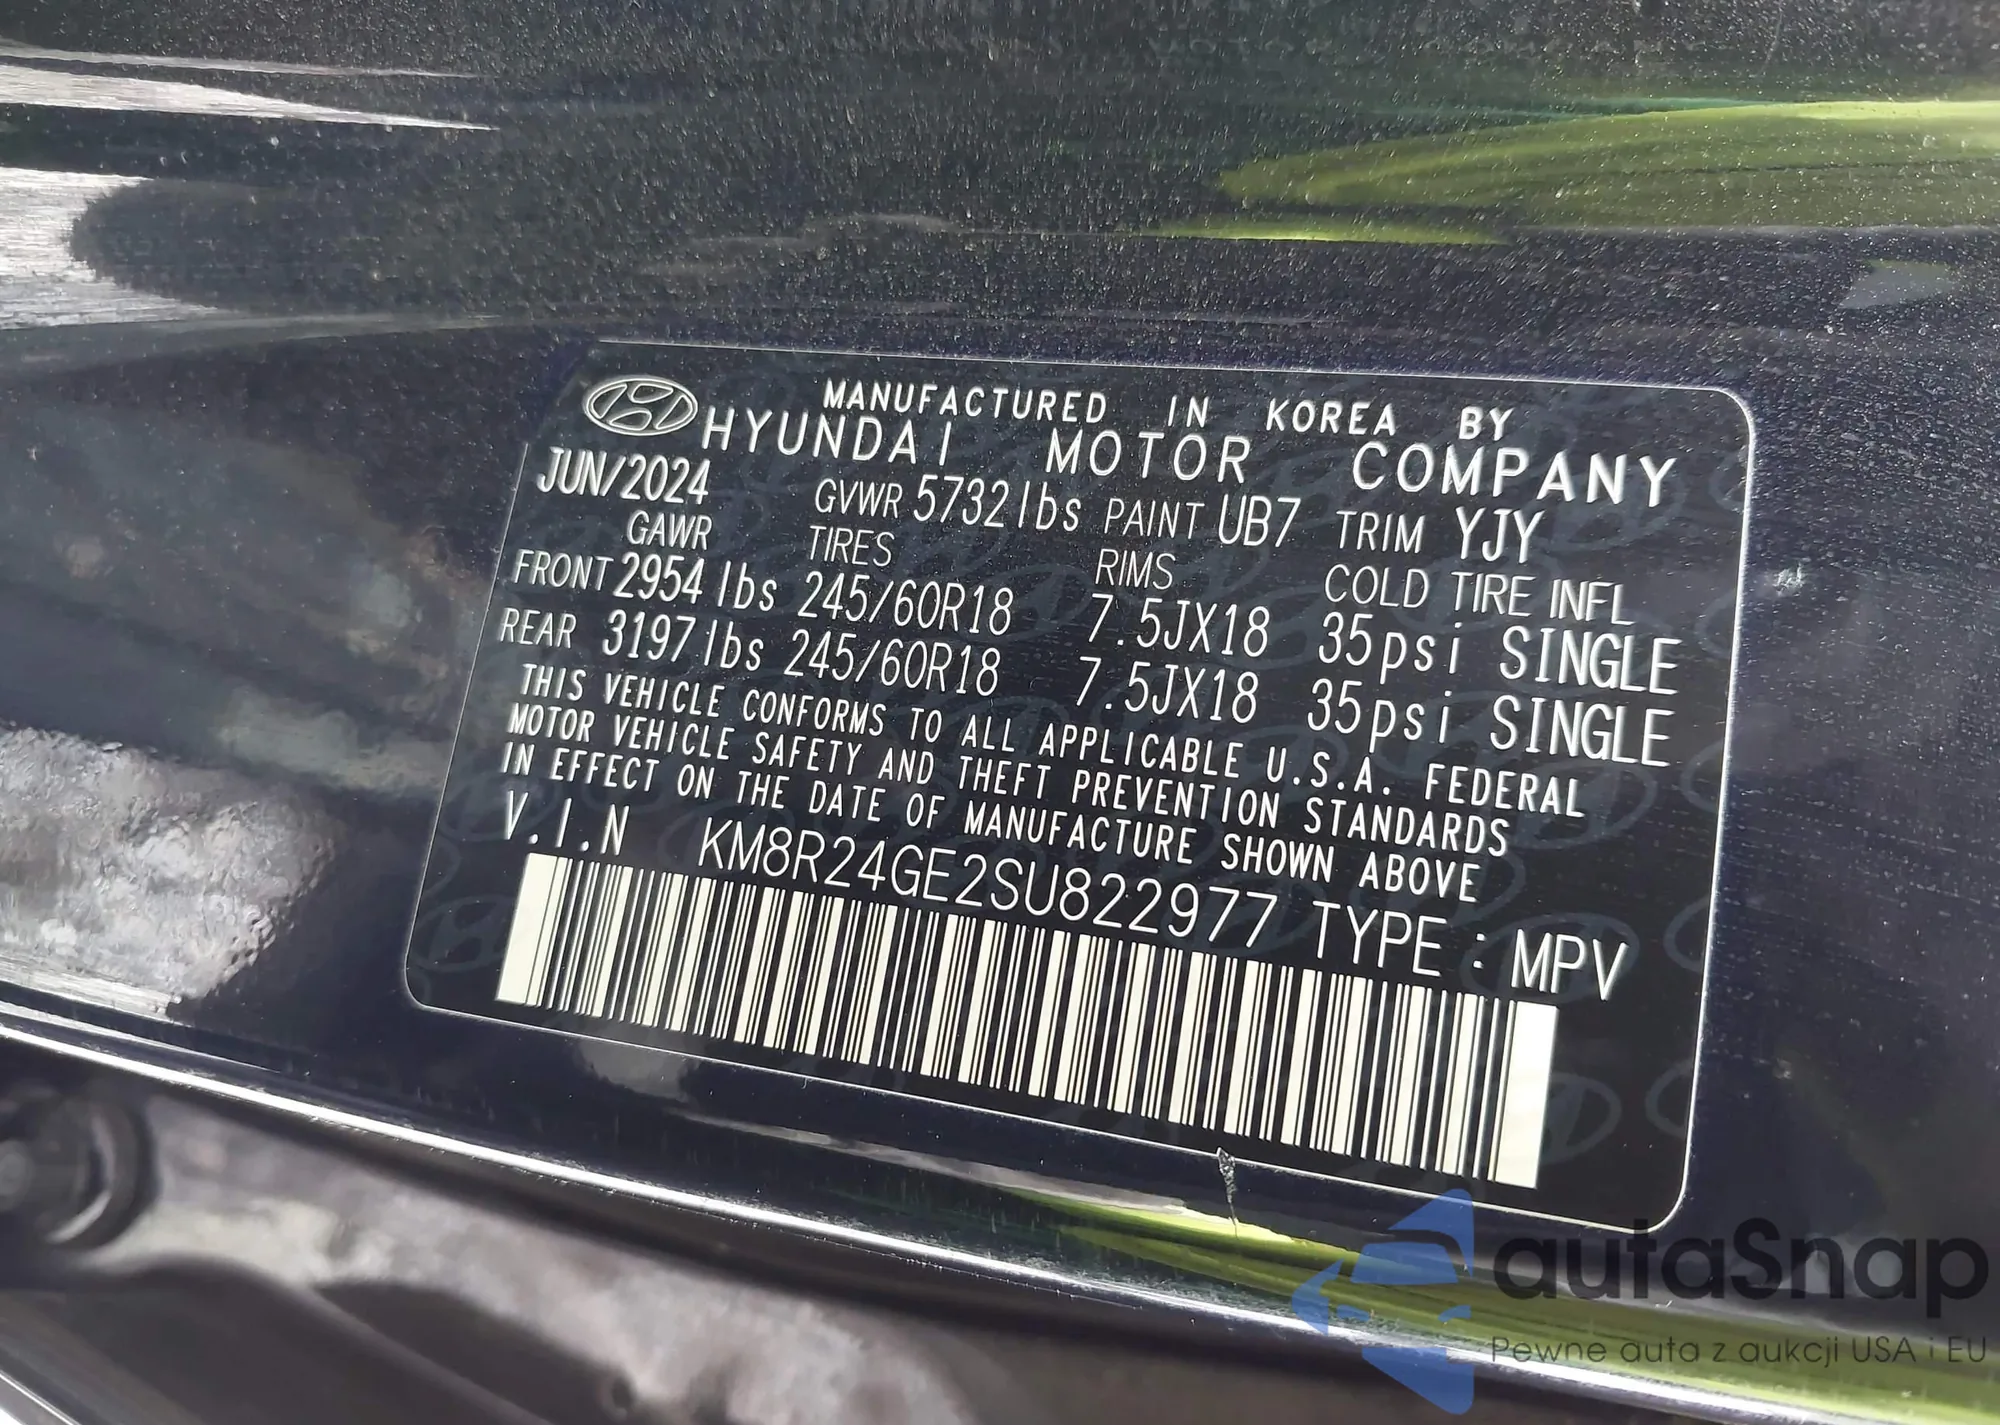 MANUFACTURED IN KOREA BY
HYUNDAI MOTOR COMPANY
JUN/2024 GVWR 5732lbs PAINT UB7 TRIM YJY
GAWR TIRES RIMS COLD TIRE INFL
FRONT 2954lbs 245/60R18 7.5JX18 35psi SINGLE
REAR 3197lbs 245/60R18 7.5JX18 35psi SINGLE
THIS VEHICLE CONFORMS TO ALL APPLICABLE U.S.A. FEDERAL
MOTOR VEHICLE SAFETY AND THEFT PREVENTION STANDARDS
IN EFFECT ON THE DATE OF MANUFACTURE SHOWN ABOVE
V.I.N KM8R24GE2SU822977 TYPE : MPV
autaSnap
Pewne auta z aukcji USA i EU